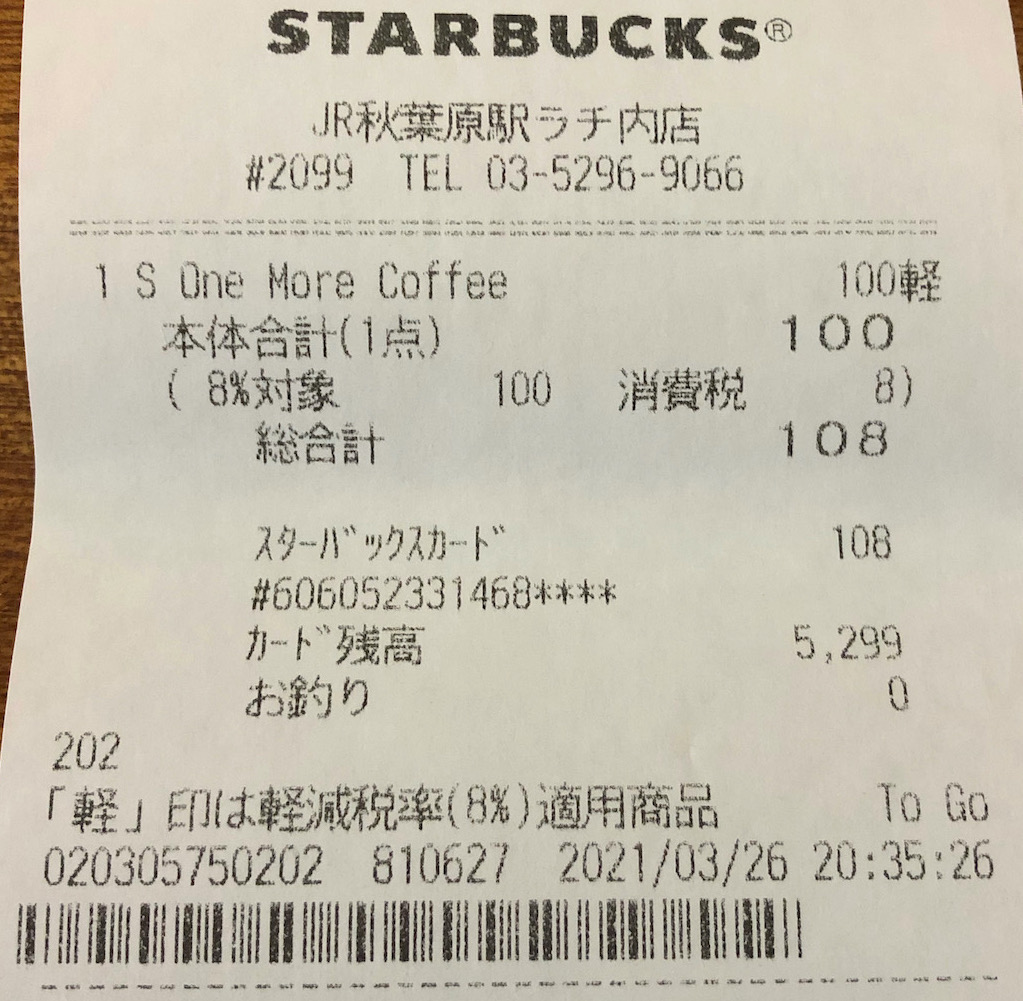 STARBUCKS®
JR秋葉原駅ラチ内店
#2099 TEL 03-5296-9066
1 S One More Coffee 100軽
本体合計(1点) 100
( 8%対象 100 消費税 8)
総合計 108
ｽﾀｰﾊﾞｯｸｽｶｰﾄﾞ 108
#606052331468****
ｶｰﾄﾞ残高 5,299
お釣り 0
202
「軽」印は軽減税率(8%)適用商品 To Go
020305750202 810627 2021/03/26 20:35:26